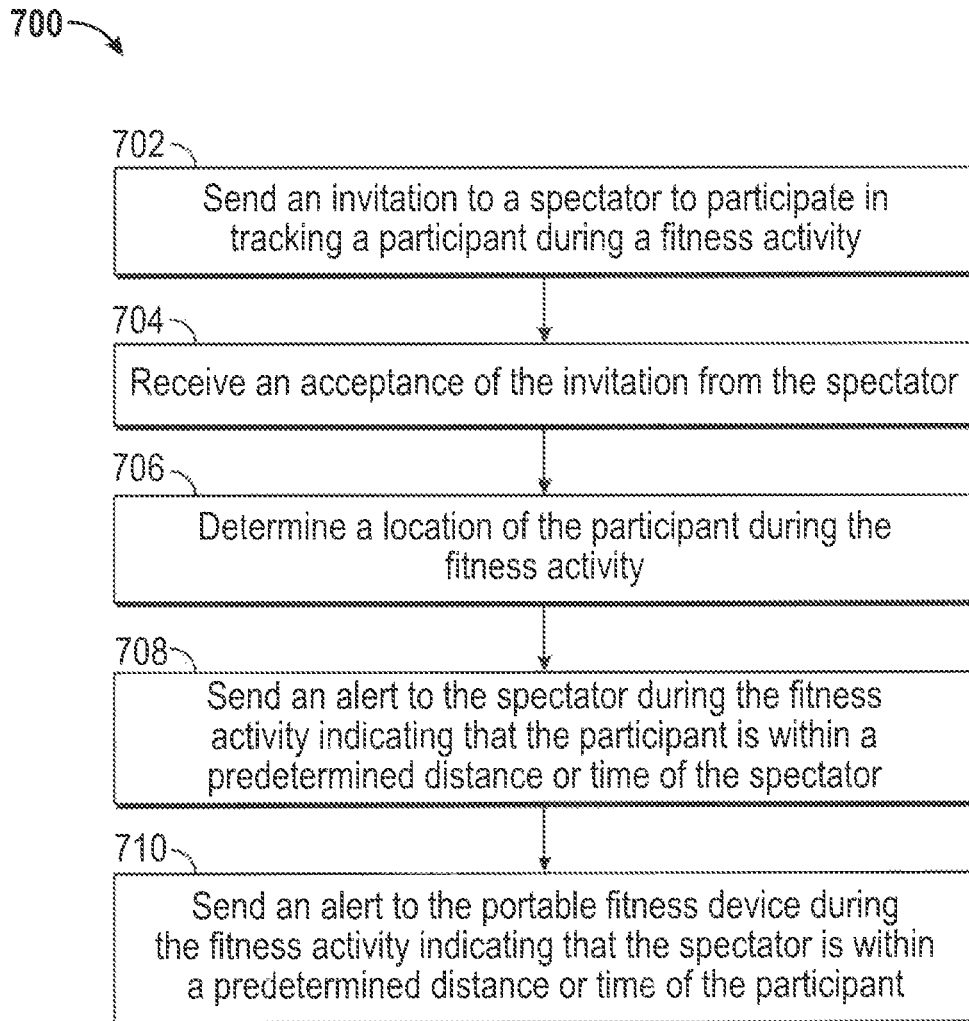 700
702
Send an invitation to a spectator to participate in
tracking a participant during a fitness activity
704
Receive an acceptance of the invitation from the spectator
706
Determine a location of the participant during the
fitness activity
708
Send an alert to the spectator during the fitness
activity indicating that the participant is within a
predetermined distance or time of the spectator
710
Send an alert to the portable fitness device during
the fitness activity indicating that the spectator is within
a predetermined distance or time of the participant